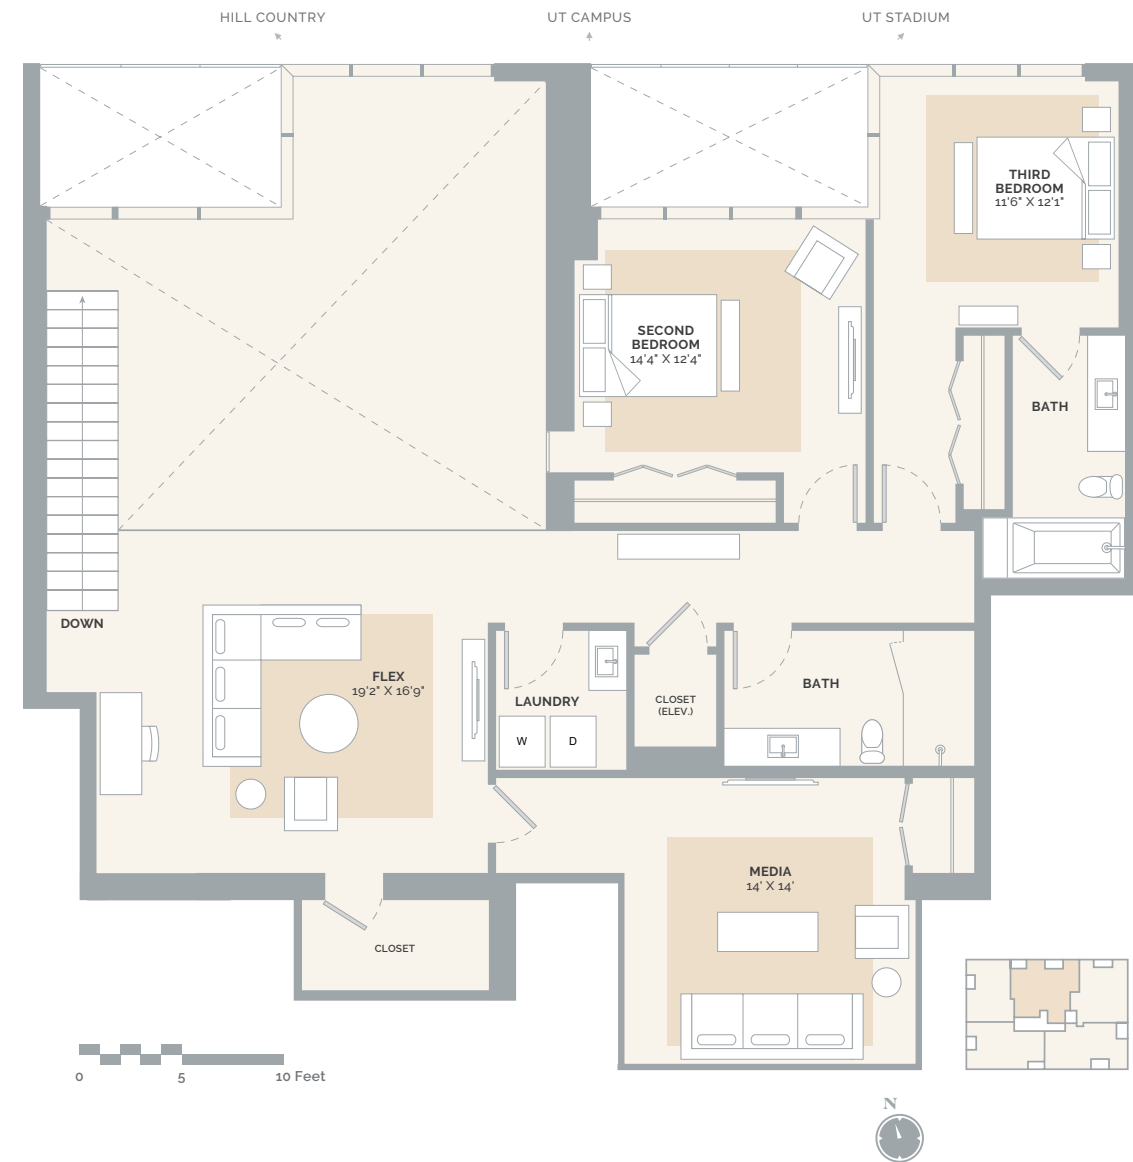 HILL COUNTRY
UT CAMPUS
UT STADIUM
THIRD
BEDROOM
11'6" X 12'1"
SECOND
BEDROOM
14'4" X 12'4"
BATH
DOWN
FLEX
19'2" X 16'9"
LAUNDRY
W
D
CLOSET
(ELEV.)
BATH
MEDIA
14' X 14'
CLOSET
0
5
10 Feet
N